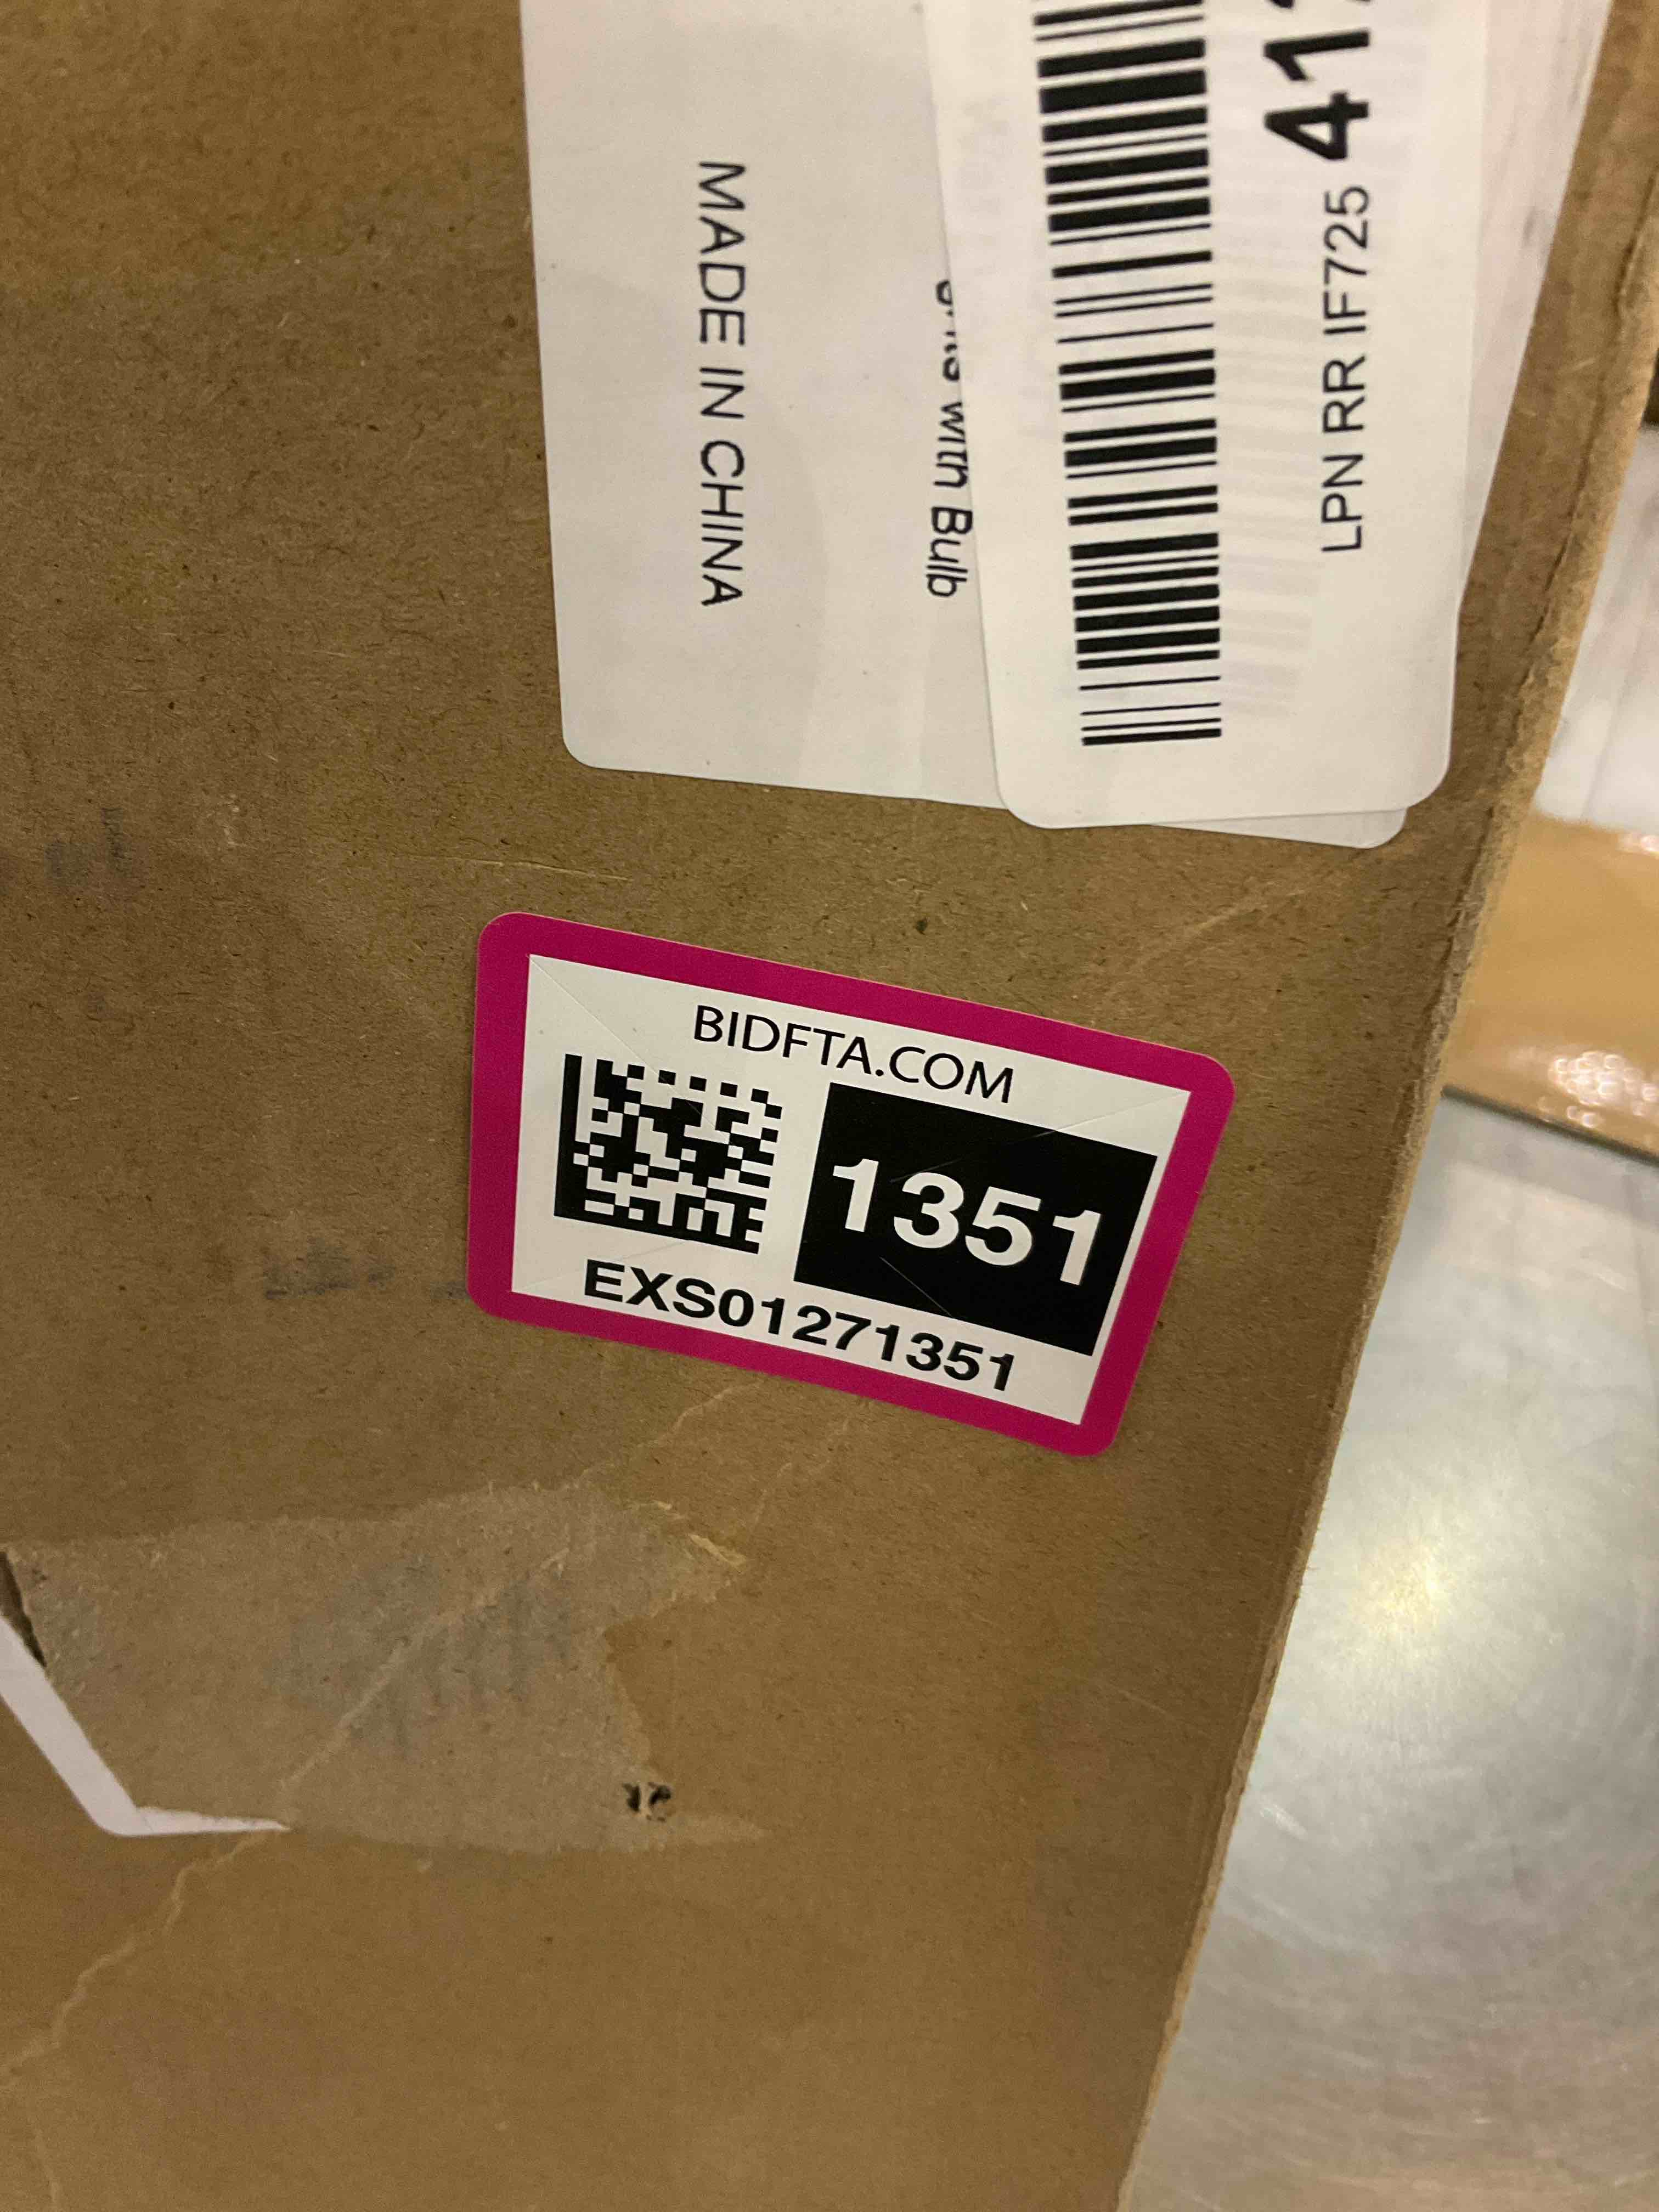 MADE IN CHINA
with Bulb
LPN RR IF725
BIDFTA.COM
1351
EXS01271351